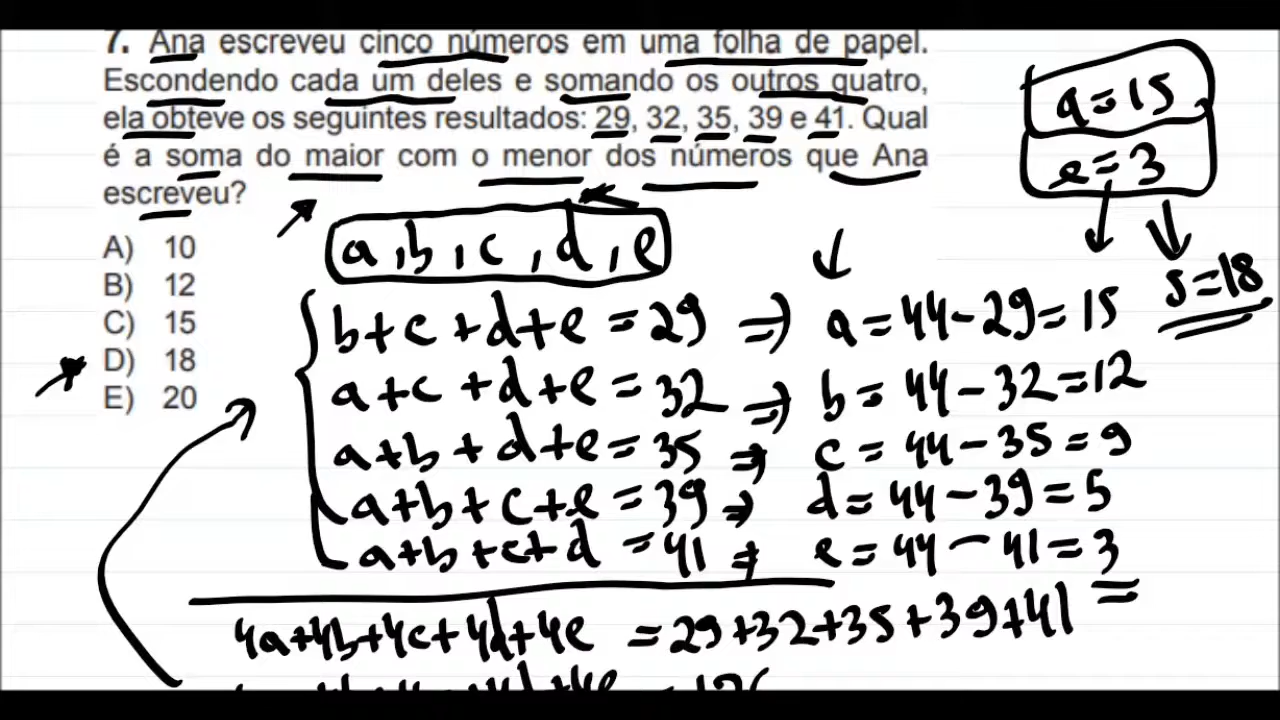 7. Ana escreveu cinco números em uma folha de papel.
Escondendo cada um deles e somando os outros quatro,
ela obteve os seguintes resultados: 29, 32, 35, 39 e 41. Qual
é a soma do maior com o menor dos números que Ana
escreveu?
A) 10
B) 12
C) 15
D) 18
E) 20
a=15
e=3
s=18
a, b, c, d, e
b+c+d+e=29 => a=44-29=15
a+c+d+e=32 => b=44-32=12
a+b+d+e=35 => c=44-35=9
a+b+c+e=39 => d=44-39=5
a+b+c+d=41 => e=44-41=3
4a+4b+4c+4d+4e =29+32+35+39+41